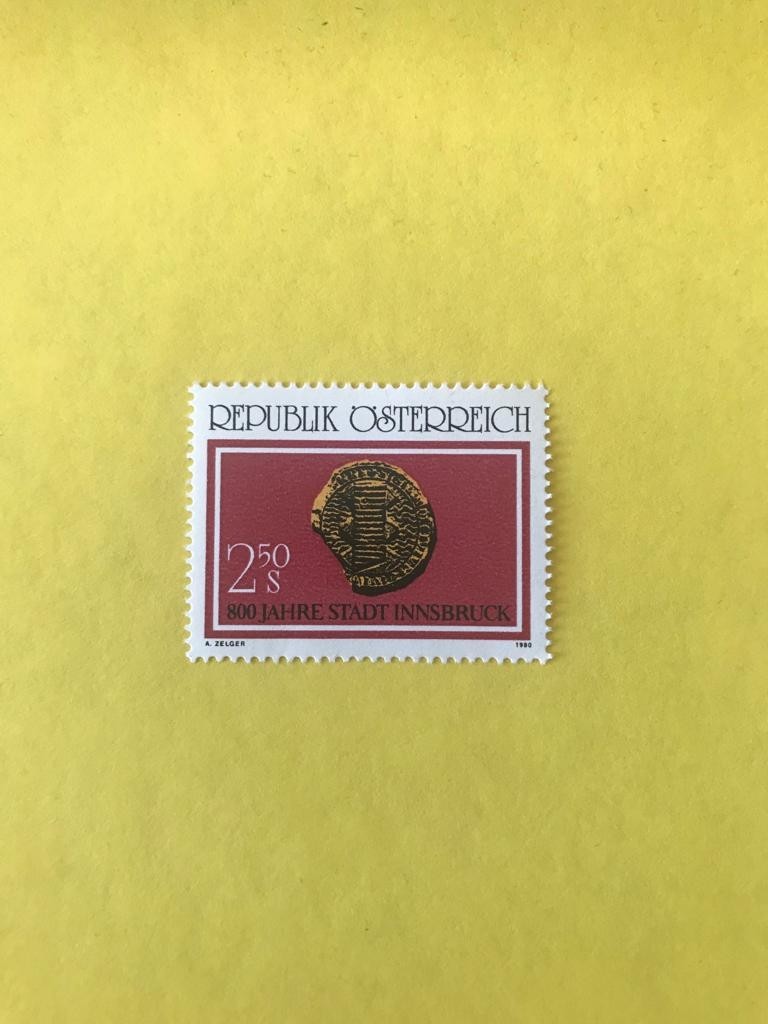 REPUBLIK ÖSTERREICH
2 50
S
800 JAHRE STADT INNSBRUCK
A. ZELGER 1980